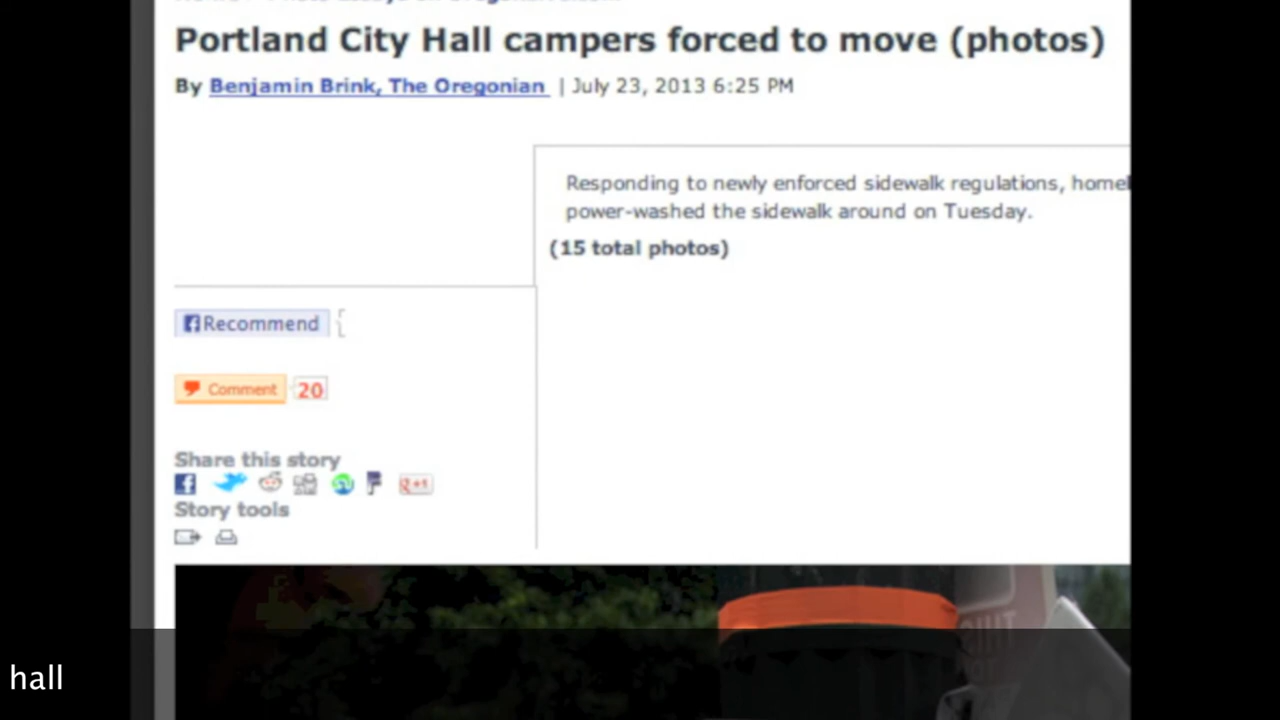 Portland City Hall campers forced to move (photos)
By Benjamin Brink, The Oregonian | July 23, 2013 6:25 PM
Responding to newly enforced sidewalk regulations, homel
power-washed the sidewalk around on Tuesday.
(15 total photos)
Recommend
Comment 20
Share this story
g+1
Story tools
hall